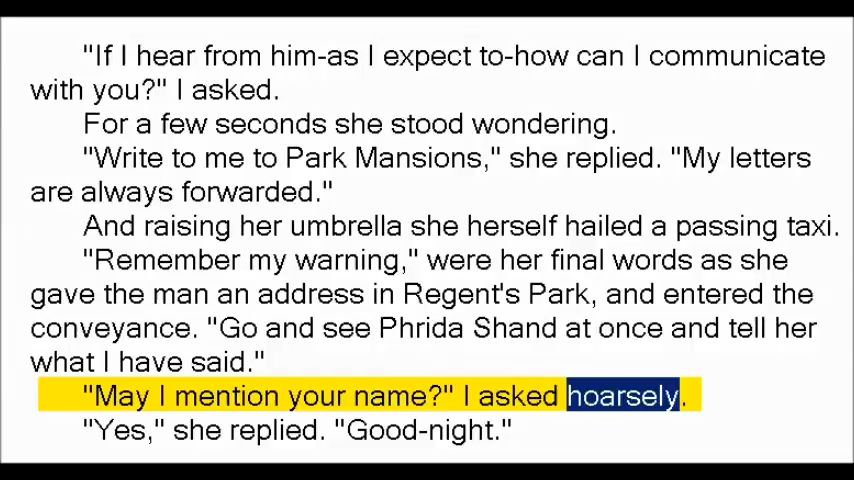 "If I hear from him-as I expect to-how can I communicate
with you?" I asked.
For a few seconds she stood wondering.
"Write to me to Park Mansions," she replied. "My letters
are always forwarded."
And raising her umbrella she herself hailed a passing taxi.
"Remember my warning," were her final words as she
gave the man an address in Regent's Park, and entered the
conveyance. "Go and see Phrida Shand at once and tell her
what I have said."
"May I mention your name?" I asked hoarsely.
"Yes," she replied. "Good-night."